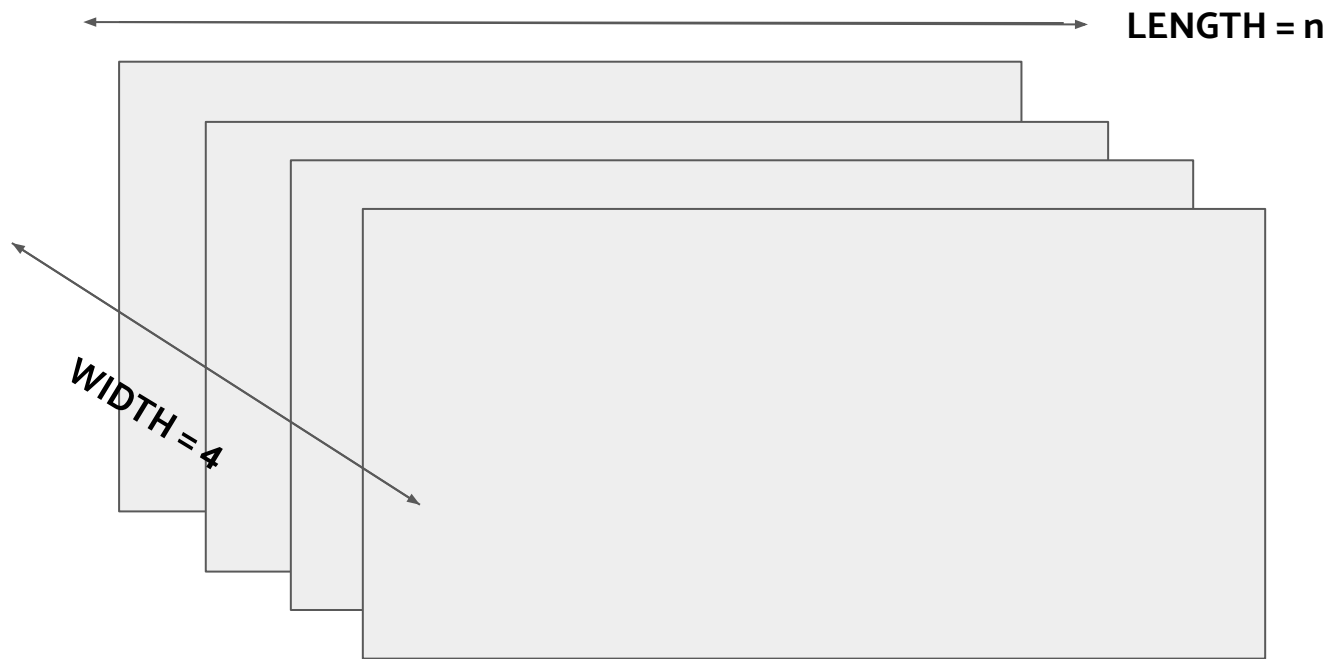 LENGTH = n
WIDTH = 4